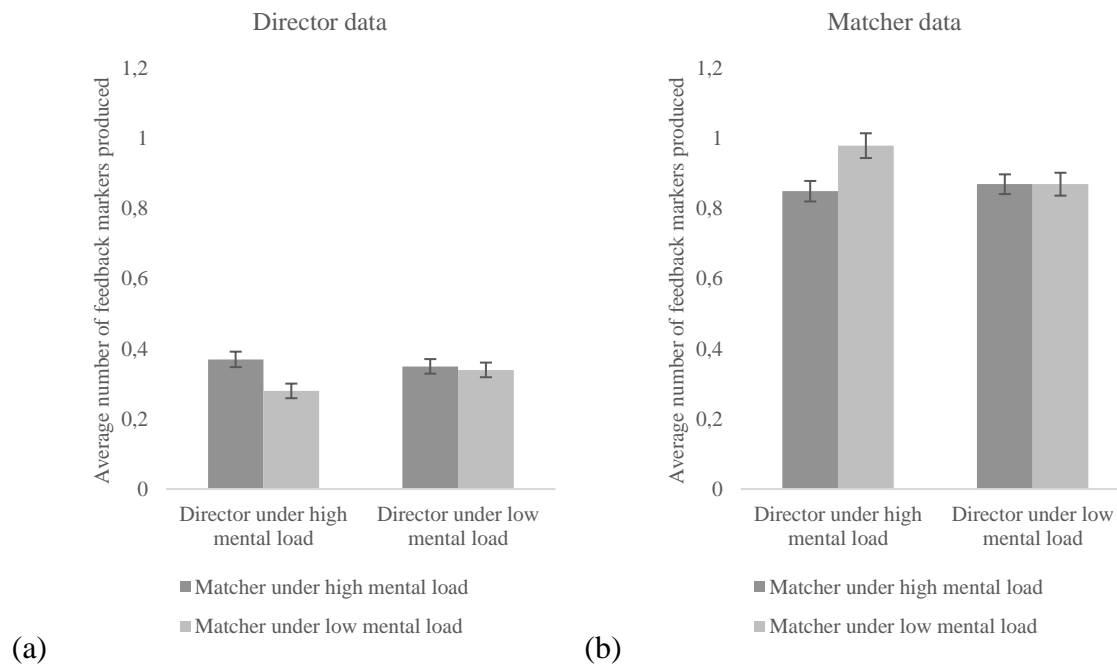 Director data
Average number of feedback markers produced
1,2
1
0,8
0,6
0,4
0,2
0
Director under high mental load
Director under low mental load
Matcher under high mental load
Matcher under low mental load
(a)
Matcher data
Average number of feedback markers produced
1,2
1
0,8
0,6
0,4
0,2
0
Director under high mental load
Director under low mental load
Matcher under high mental load
Matcher under low mental load
(b)